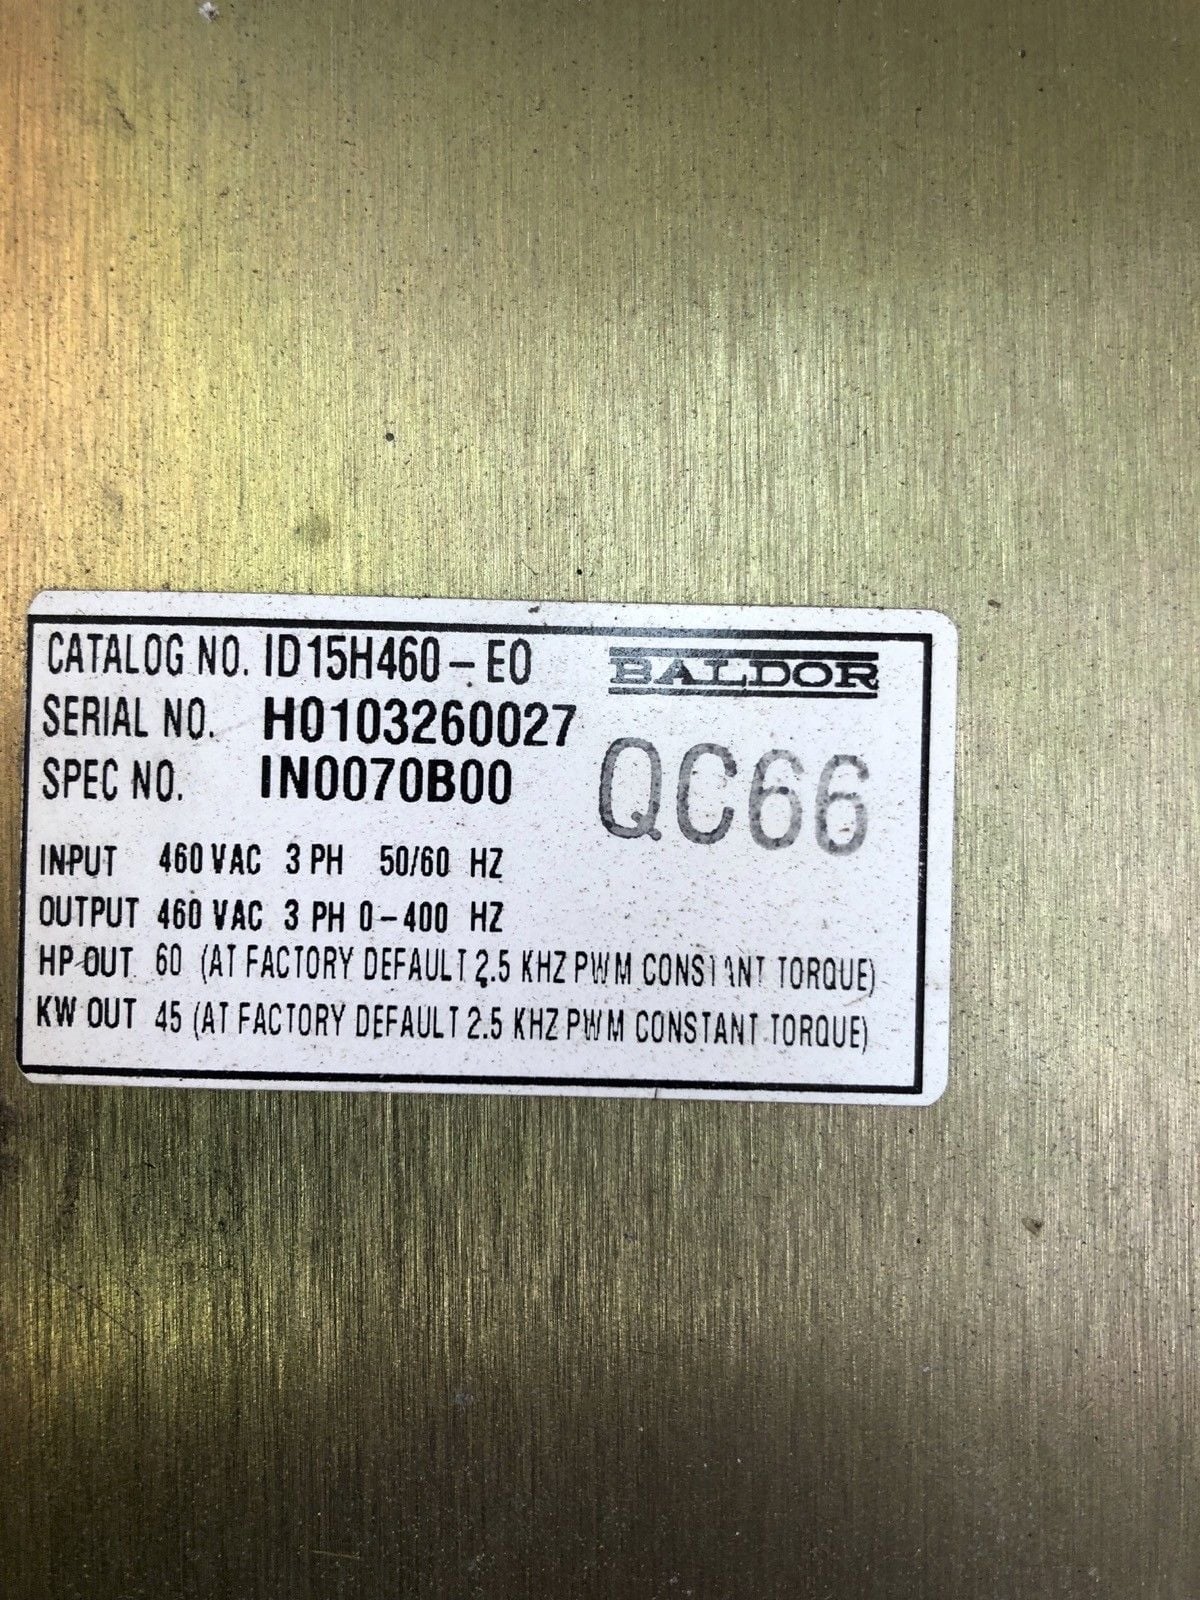 CATALOG NO. ID15H460-EO
BALDOR
SERIAL NO. H0103260027
SPEC NO. IN0070B00
QC66
INPUT 460 VAC 3 PH 50/60 HZ
OUTPUT 460 VAC 3 PH 0-400 HZ
HP OUT 60 (AT FACTORY DEFAULT 2.5 KHZ PWM CONSTANT TORQUE)
KW OUT 45 (AT FACTORY DEFAULT 2.5 KHZ PWM CONSTANT TORQUE)